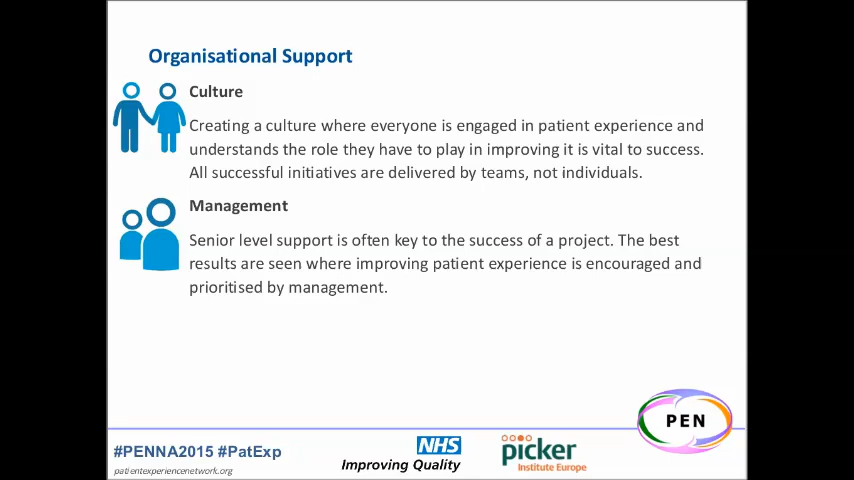 Organisational Support
Culture
Creating a culture where everyone is engaged in patient experience and
understands the role they have to play in improving it is vital to success.
All successful initiatives are delivered by teams, not individuals.
Management
Senior level support is often key to the success of a project. The best
results are seen where improving patient experience is encouraged and
prioritised by management.
PEN
#PENNA2015 #PatExp
patientexperiencenetwork.org
NHS
Improving Quality
picker
Institute Europe